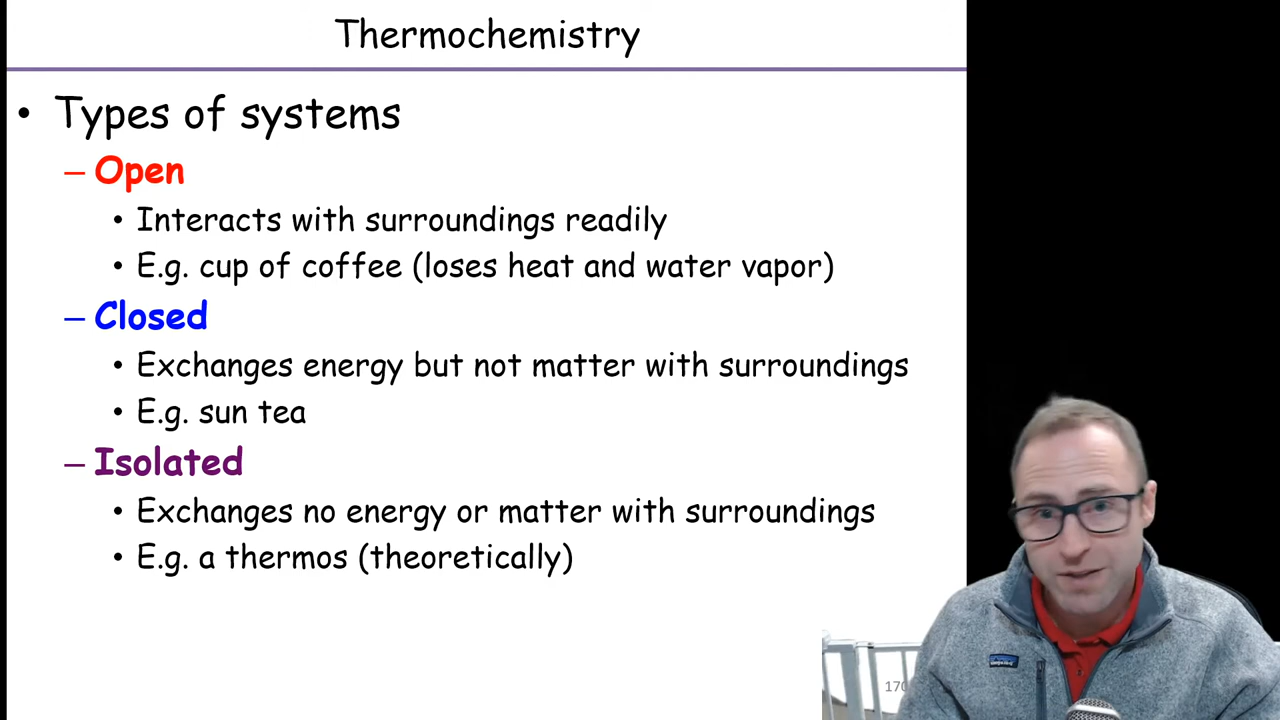 Thermochemistry
• Types of systems
– Open
• Interacts with surroundings readily
• E.g. cup of coffee (loses heat and water vapor)
– Closed
• Exchanges energy but not matter with surroundings
• E.g. sun tea
– Isolated
• Exchanges no energy or matter with surroundings
• E.g. a thermos (theoretically)
170